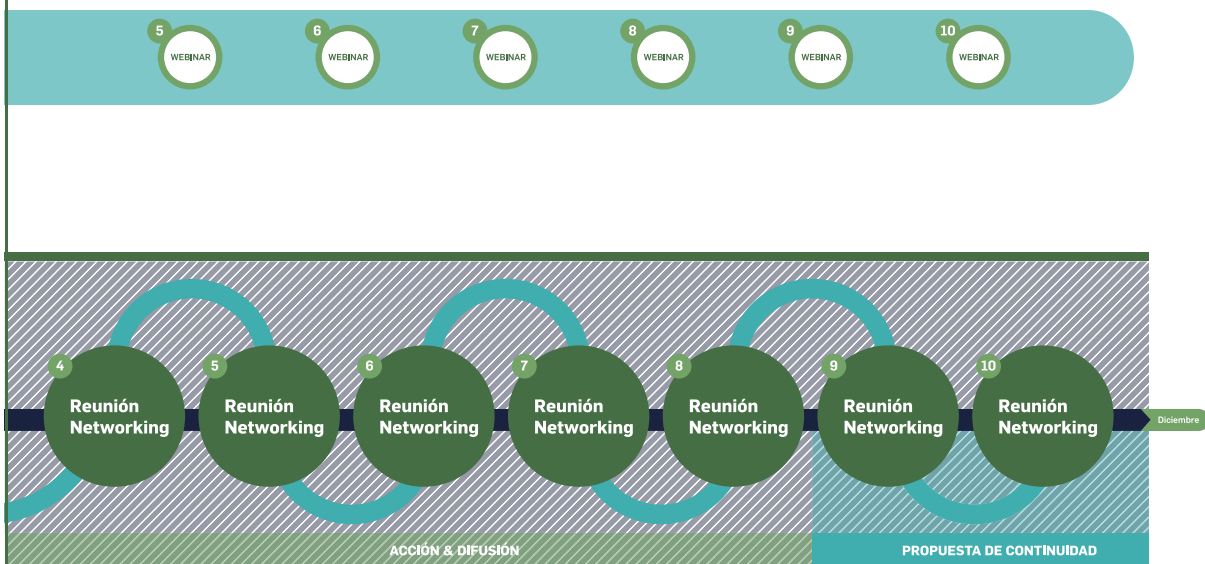 5
WEBINAR
6
WEBINAR
7
WEBINAR
8
WEBINAR
9
WEBINAR
10
WEBINAR
4
Reunión
Networking
5
Reunión
Networking
6
Reunión
Networking
7
Reunión
Networking
8
Reunión
Networking
9
Reunión
Networking
10
Reunión
Networking
Diciembre
ACCIÓN & DIFUSIÓN
PROPUESTA DE CONTINUIDAD